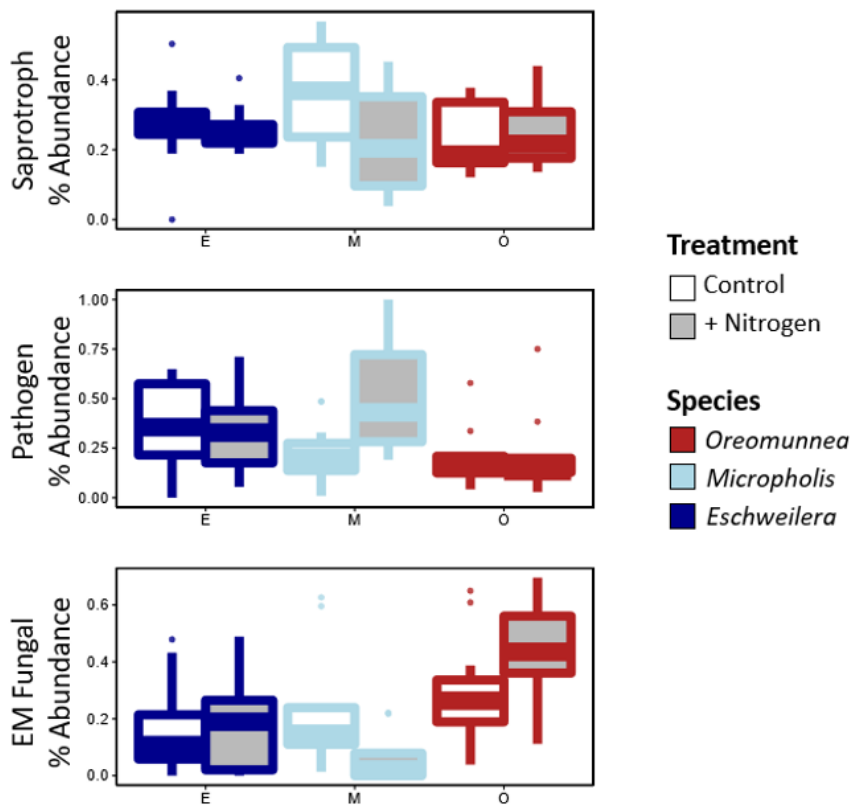 Saprotroph
% Abundance
0.4
0.2
0.0
E M O
Pathogen
% Abundance
1.00
0.75
0.50
0.25
0.00
E M O
EM Fungal
% Abundance
0.6
0.4
0.2
0.0
E M O
Treatment
Control
+ Nitrogen
Species
Oreomunnea
Micropholis
Eschweilera